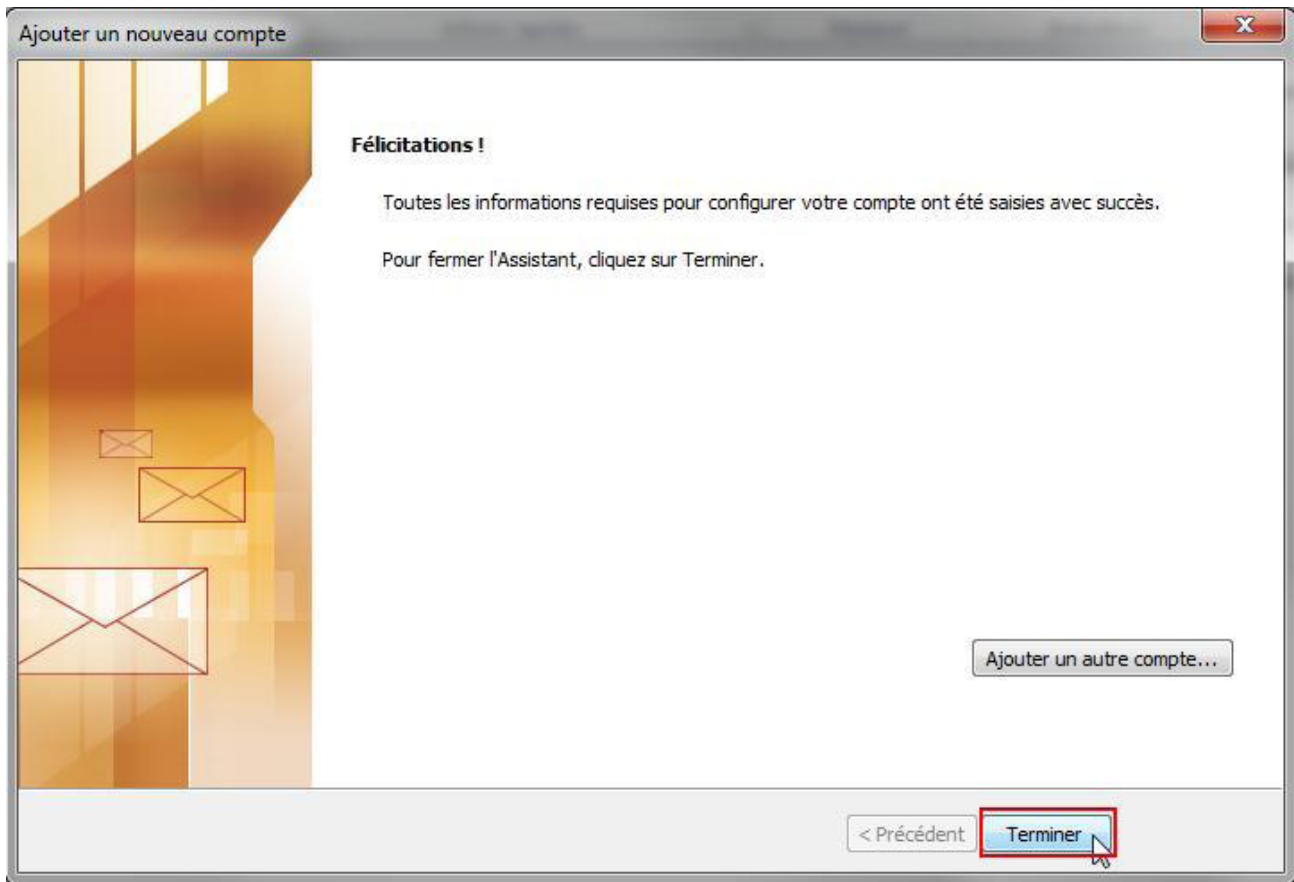 Ajouter un nouveau compte
Félicitations !
Toutes les informations requises pour configurer votre compte ont été saisies avec succès.
Pour fermer l'Assistant, cliquez sur Terminer.
Ajouter un autre compte...
< Précédent
Terminer